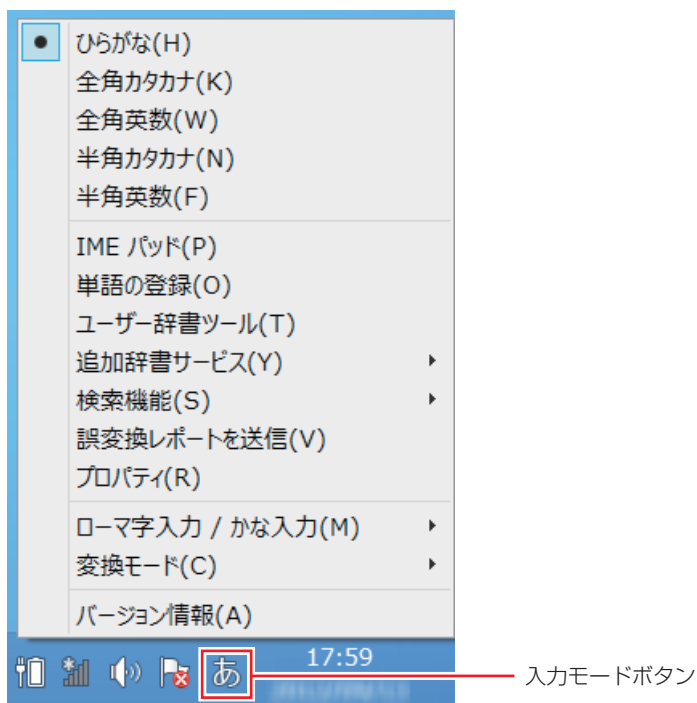 ひらがな(H)
全角カタカナ(K)
全角英数(W)
半角カタカナ(N)
半角英数(F)
IME パッド(P)
単語の登録(O)
ユーザー辞書ツール(T)
追加辞書サービス(Y)
検索機能(S)
誤変換レポートを送信(V)
プロパティ(R)
ローマ字入力 / かな入力(M)
変換モード(C)
バージョン情報(A)
あ
17:59
入力モードボタン